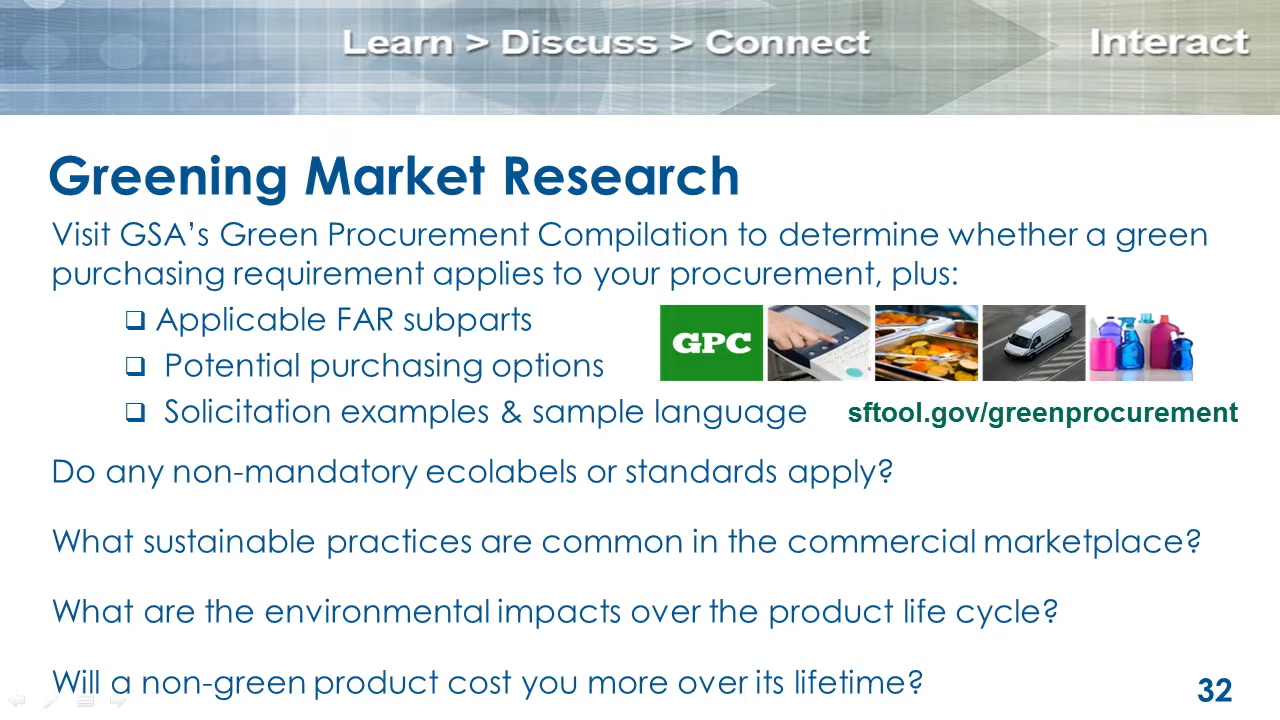 Learn > Discuss > Connect
Interact
Greening Market Research
Visit GSA’s Green Procurement Compilation to determine whether a green
purchasing requirement applies to your procurement, plus:
Applicable FAR subparts
Potential purchasing options
Solicitation examples & sample language
GPC
sftool.gov/greenprocurement
Do any non-mandatory ecolabels or standards apply?
What sustainable practices are common in the commercial marketplace?
What are the environmental impacts over the product life cycle?
Will a non-green product cost you more over its lifetime?
32